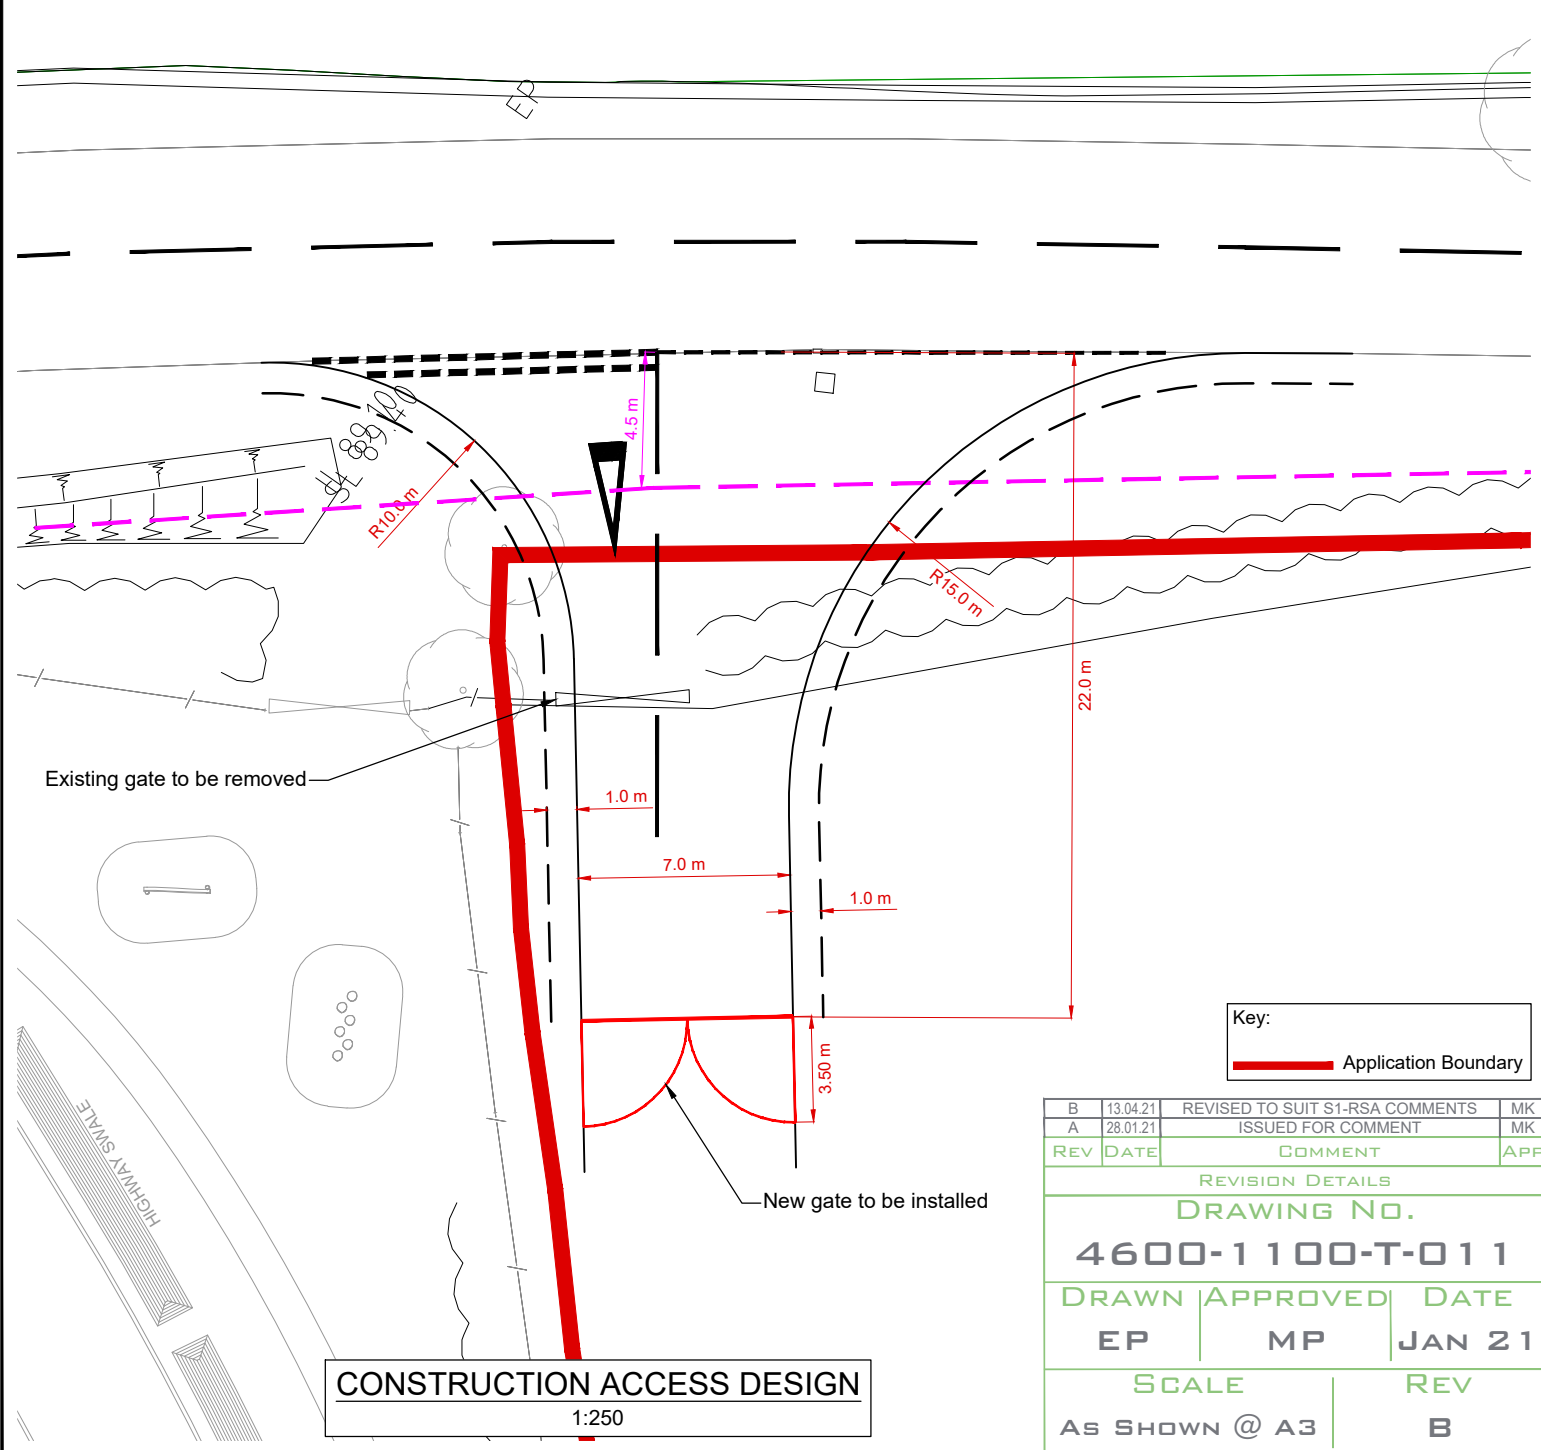 EP
SL 89.140
4.5 m
R10.0 m
R15.0 m
22.0 m
Existing gate to be removed
1.0 m
7.0 m
1.0 m
3.50 m
New gate to be installed
HIGHWAY SWALE
Key:
Application Boundary
B 13.04.21 REVISED TO SUIT S1-RSA COMMENTS MK
A 28.01.21 ISSUED FOR COMMENT MK
REV DATE COMMENT APP
REVISION DETAILS
DRAWING NO.
4600-1100-T-011
DRAWN APPROVED DATE
EP MP JAN 21
SCALE REV
AS SHOWN @ A3 B
CONSTRUCTION ACCESS DESIGN
1:250